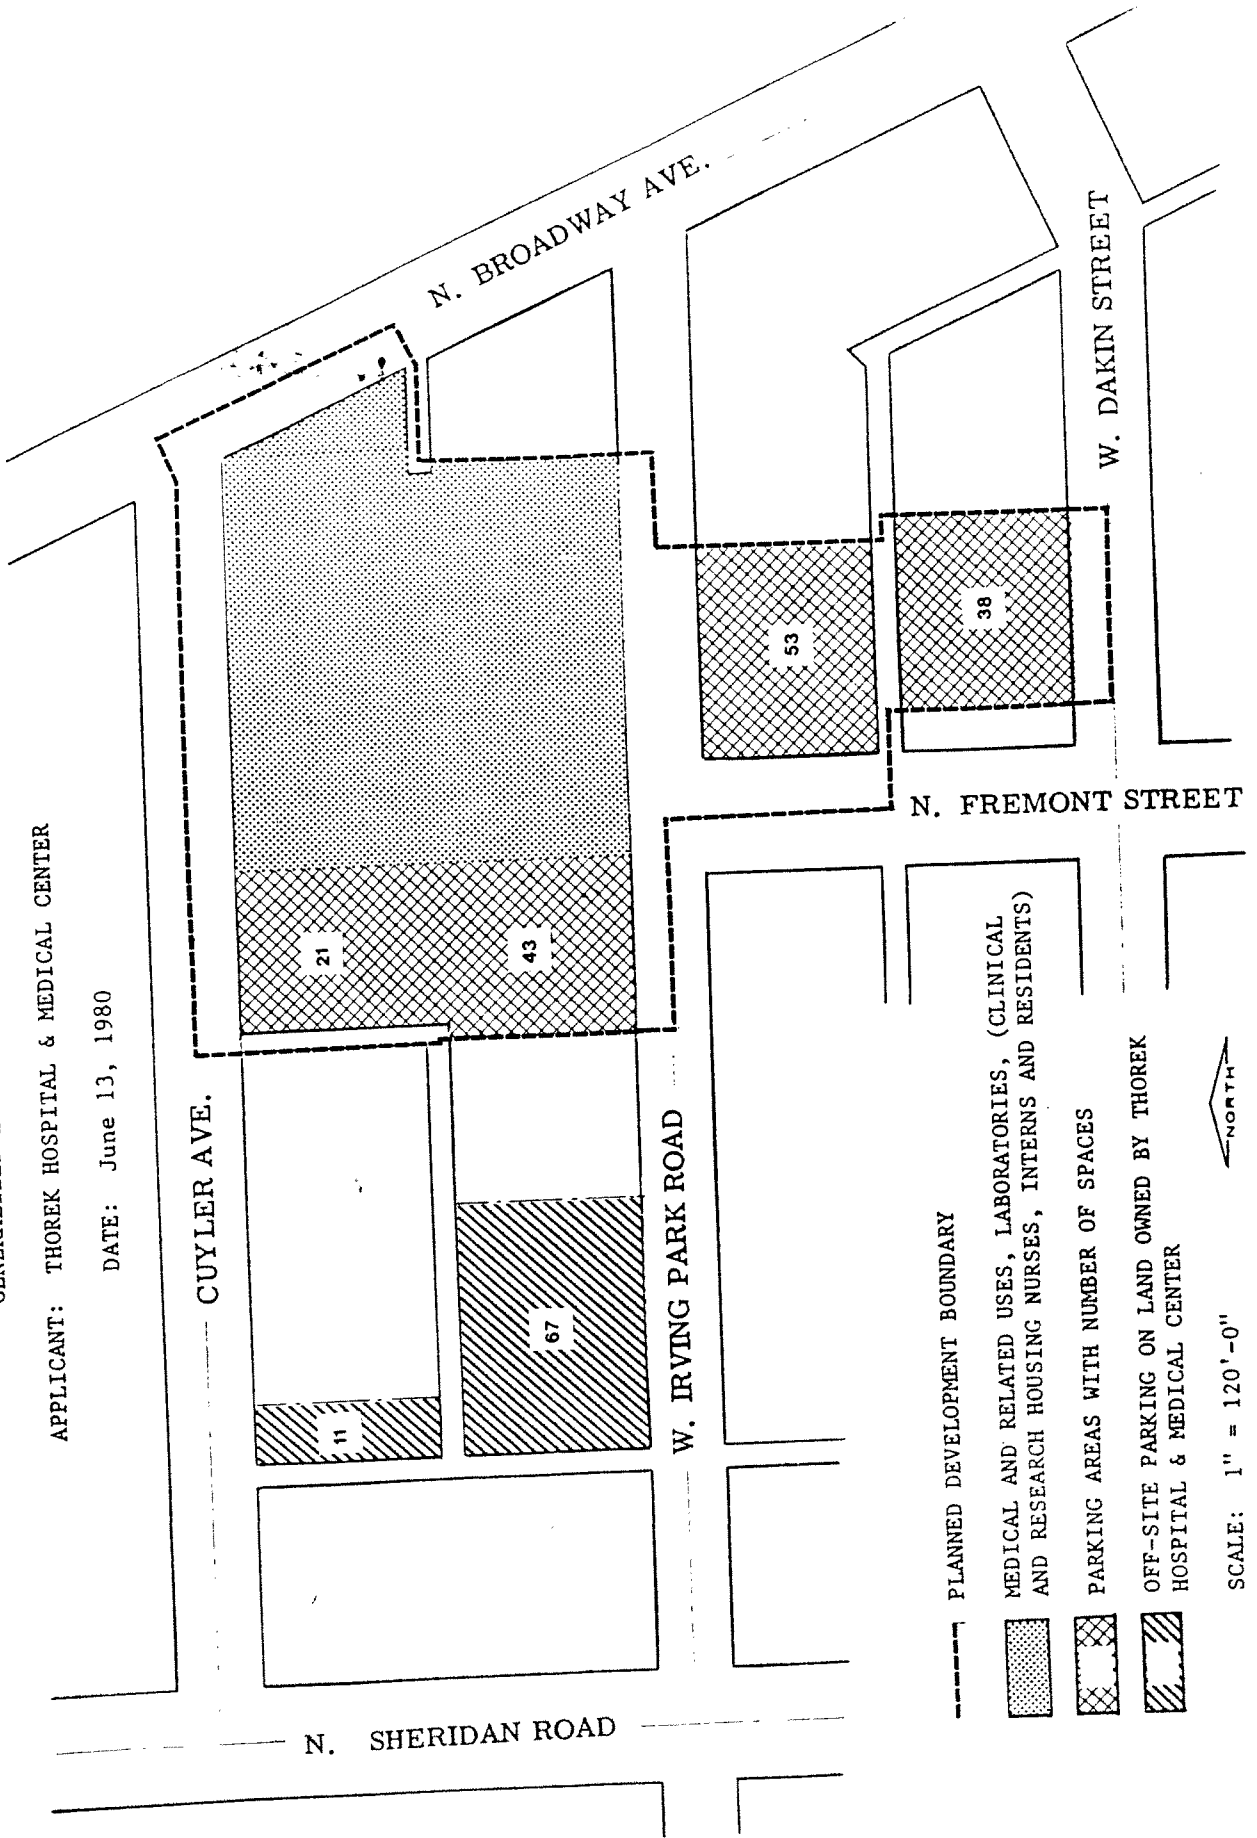 APPLICANT: THOREK HOSPITAL & MEDICAL CENTER
DATE: June 13, 1980
CUYLER AVE.
N. BROADWAY AVE.
21
43
53
38
11
67
W. IRVING PARK ROAD
N. SHERIDAN ROAD
N. FREMONT STREET
W. DAKIN STREET
PLANNED DEVELOPMENT BOUNDARY
MEDICAL AND RELATED USES, LABORATORIES, (CLINICAL
AND RESEARCH HOUSING NURSES, INTERNS AND RESIDENTS)
PARKING AREAS WITH NUMBER OF SPACES
OFF-SITE PARKING ON LAND OWNED BY THOREK
HOSPITAL & MEDICAL CENTER
SCALE: 1" = 120'-0"
NORTH